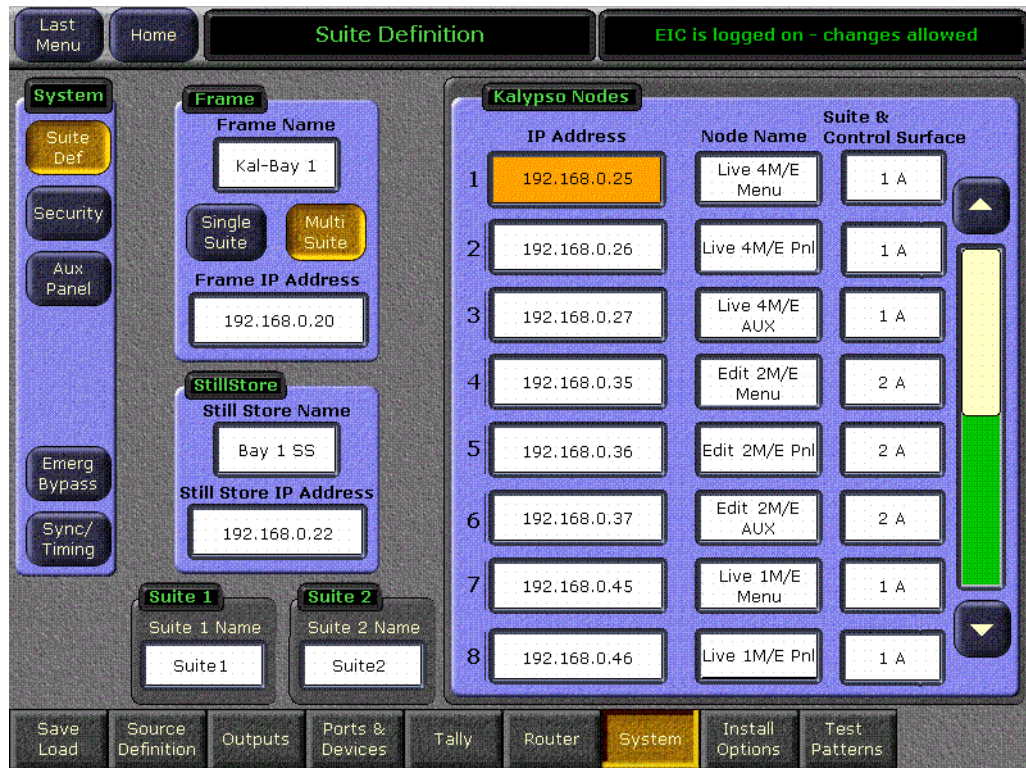 Last
Menu
Home
Suite Definition
EIC is logged on - changes allowed
System
Suite
Def
Security
Aux
Panel
Emerg
Bypass
Sync/
Timing
Frame
Frame Name
Kal-Bay 1
Single
Suite
Multi
Suite
Frame IP Address
192.168.0.20
StillStore
Still Store Name
Bay 1 SS
Still Store IP Address
192.168.0.22
Suite 1
Suite 1 Name
Suite1
Suite 2
Suite 2 Name
Suite2
Kalypso Nodes
IP Address
Node Name
Suite &
Control Surface
1
192.168.0.25
Live 4M/E
Menu
1 A
2
192.168.0.26
Live 4M/E Pnl
1 A
3
192.168.0.27
Live 4M/E
AUX
1 A
4
192.168.0.35
Edit 2M/E
Menu
2 A
5
192.168.0.36
Edit 2M/E Pnl
2 A
6
192.168.0.37
Edit 2M/E
AUX
2 A
7
192.168.0.45
Live 1M/E
Menu
1 A
8
192.168.0.46
Live 1M/E Pnl
1 A
Save
Load
Source
Definition
Outputs
Ports &
Devices
Tally
Router
System
Install
Options
Test
Patterns